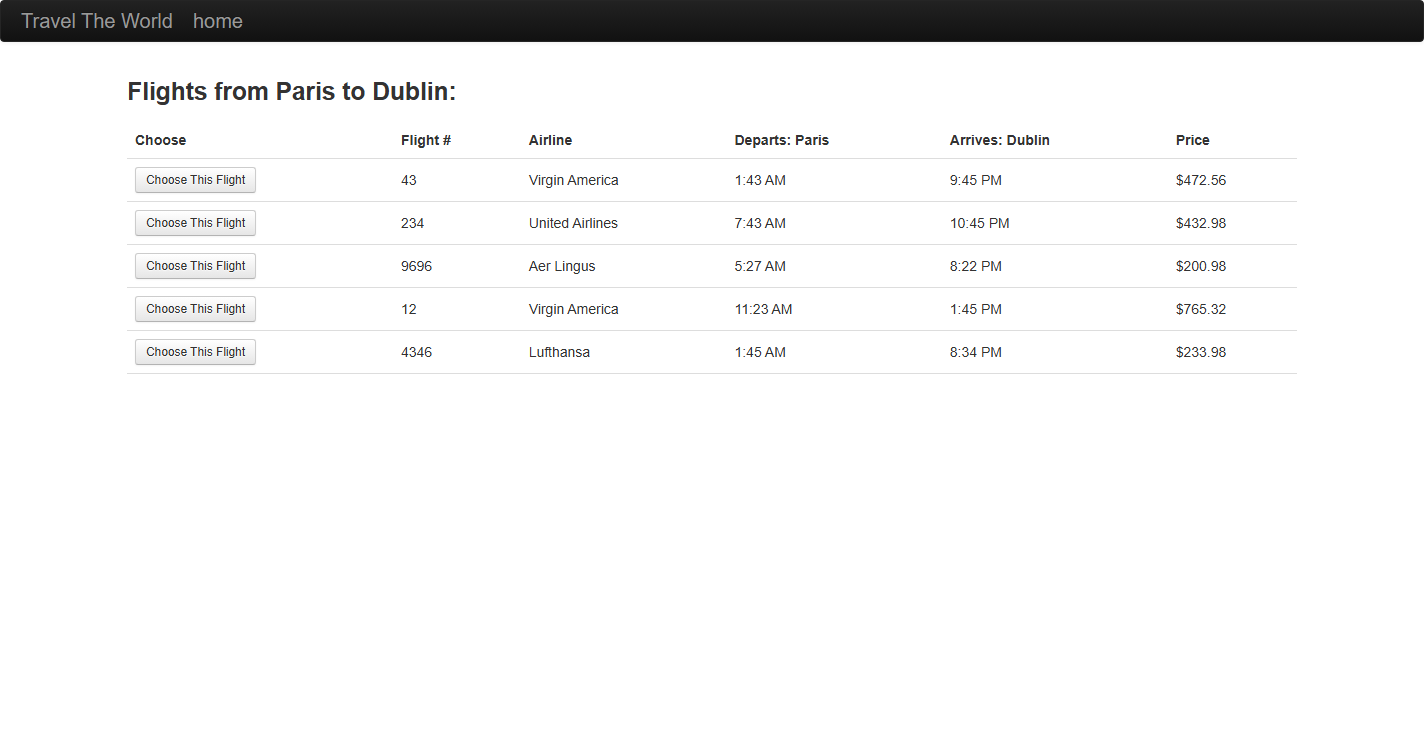 Travel The World home
Flights from Paris to Dublin:
Choose Flight # Airline Departs: Paris Arrives: Dublin Price
Choose This Flight 43 Virgin America 1:43 AM 9:45 PM $472.56
Choose This Flight 234 United Airlines 7:43 AM 10:45 PM $432.98
Choose This Flight 9696 Aer Lingus 5:27 AM 8:22 PM $200.98
Choose This Flight 12 Virgin America 11:23 AM 1:45 PM $765.32
Choose This Flight 4346 Lufthansa 1:45 AM 8:34 PM $233.98